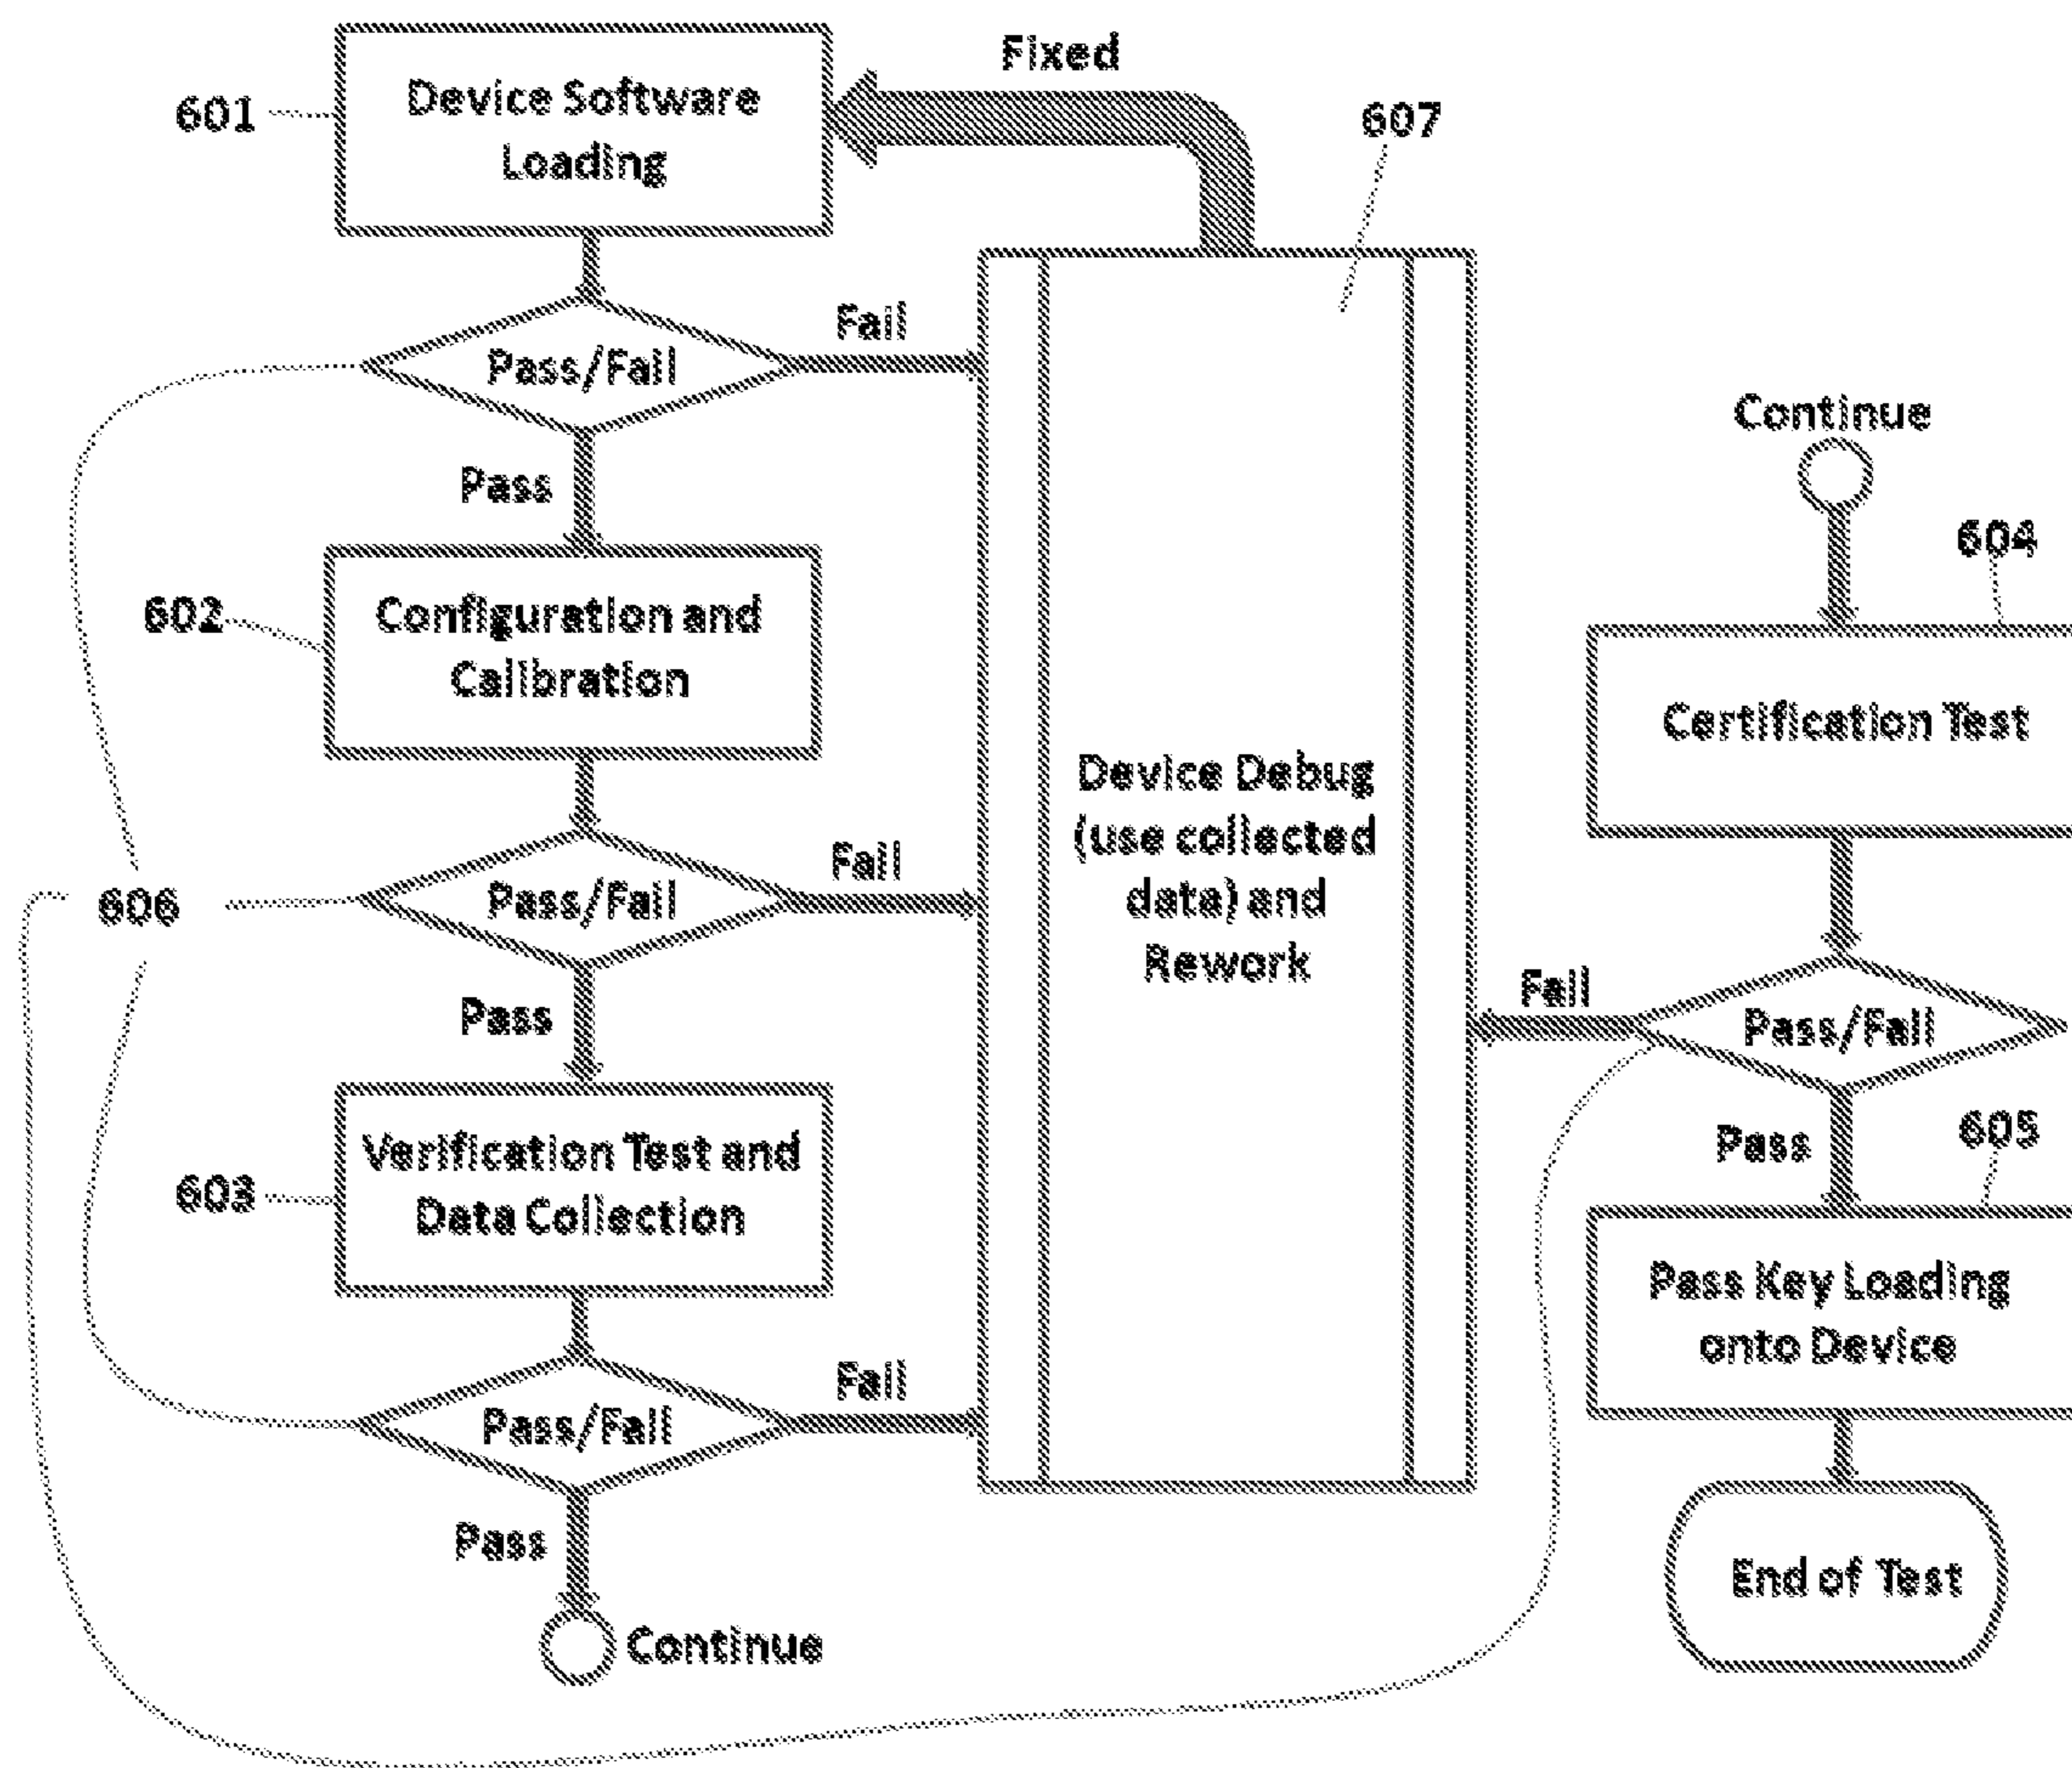 Fixed
601
Device Software
Loading
607
Fail
Pass/Fail
Pass
602
Configuration and
Calibration
Fail
606
Pass/Fail
Pass
603
Verification Test and
Data Collection
Fail
Pass/Fail
Pass
Continue
Device Debug
(use collected
data) and
Rework
Continue
604
Certification Test
Fail
Pass/Fail
Pass
605
Pass Key Loading
onto Device
End of Test